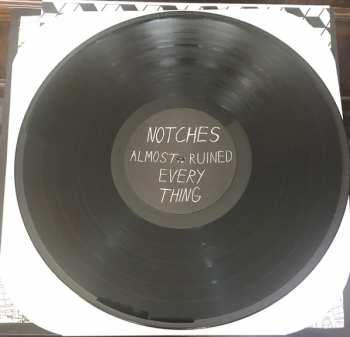 NOTCHES
ALMOST RUINED
EVERY
THING